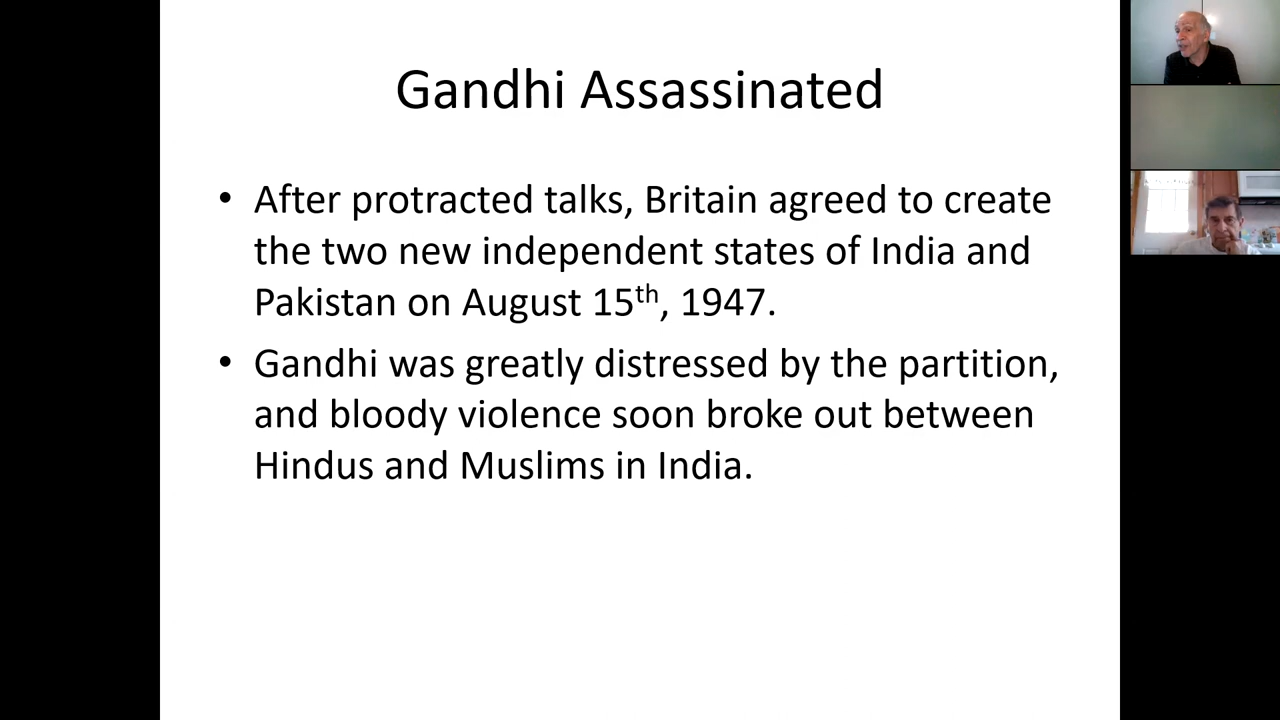 Gandhi Assassinated
• After protracted talks, Britain agreed to create
the two new independent states of India and
Pakistan on August 15th, 1947.
• Gandhi was greatly distressed by the partition,
and bloody violence soon broke out between
Hindus and Muslims in India.